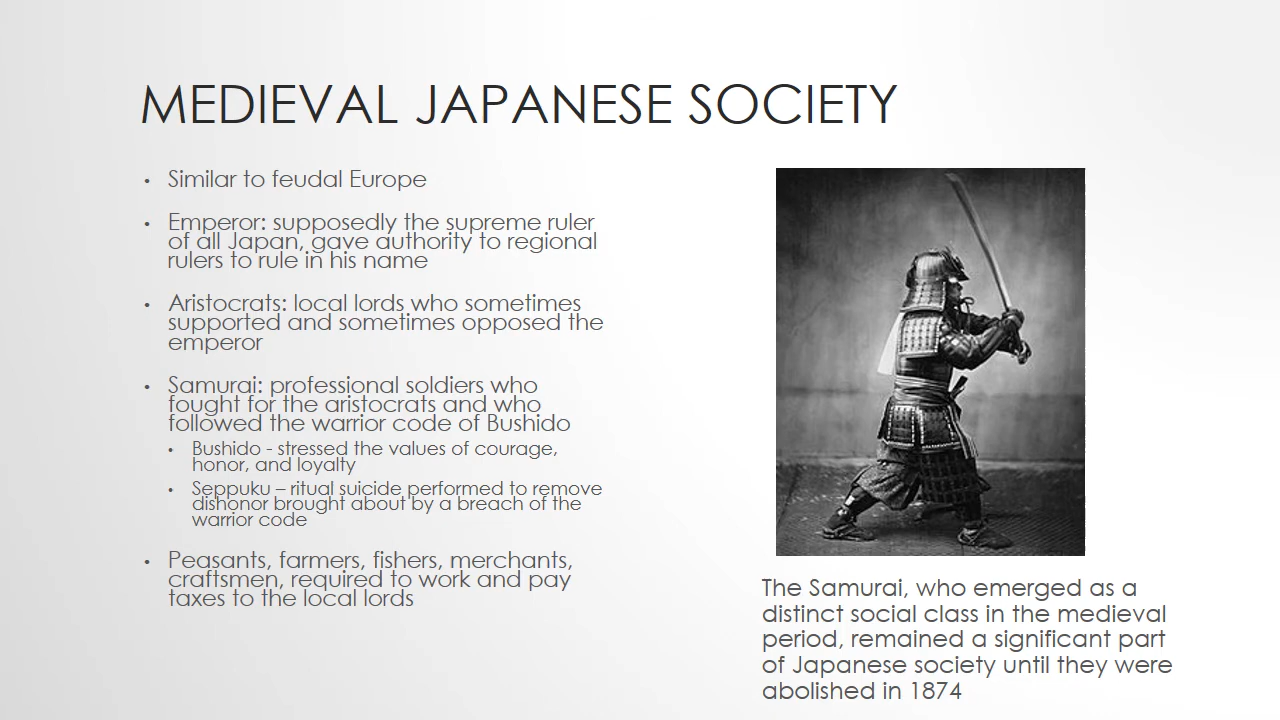 MEDIEVAL JAPANESE SOCIETY
• Similar to feudal Europe
• Emperor: supposedly the supreme ruler
of all Japan, gave authority to regional
rulers to rule in his name
• Aristocrats: local lords who sometimes
supported and sometimes opposed the
emperor
• Samurai: professional soldiers who
fought for the aristocrats and who
followed the warrior code of Bushido
• Bushido - stressed the values of courage,
honor, and loyalty
• Seppuku – ritual suicide performed to remove
dishonor brought about by a breach of the
warrior code
• Peasants, farmers, fishers, merchants,
craftsmen, required to work and pay
taxes to the local lords
The Samurai, who emerged as a
distinct social class in the medieval
period, remained a significant part
of Japanese society until they were
abolished in 1874